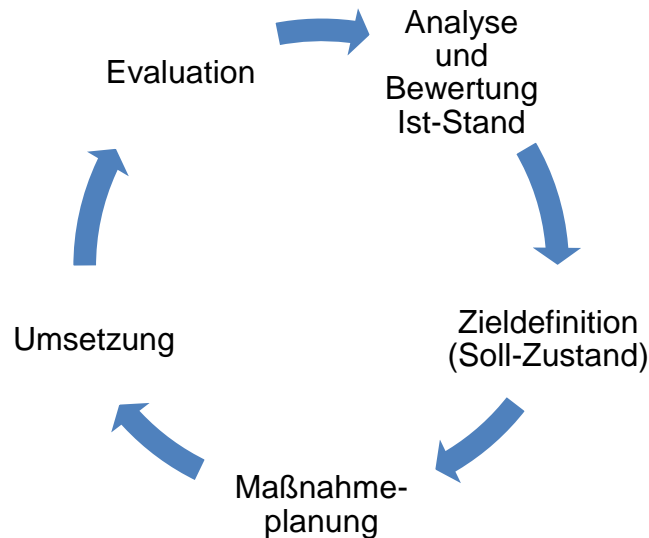 Analyse
und
Bewertung
Ist-Stand
Zieldefinition
(Soll-Zustand)
Maßnahme-
planung
Umsetzung
Evaluation